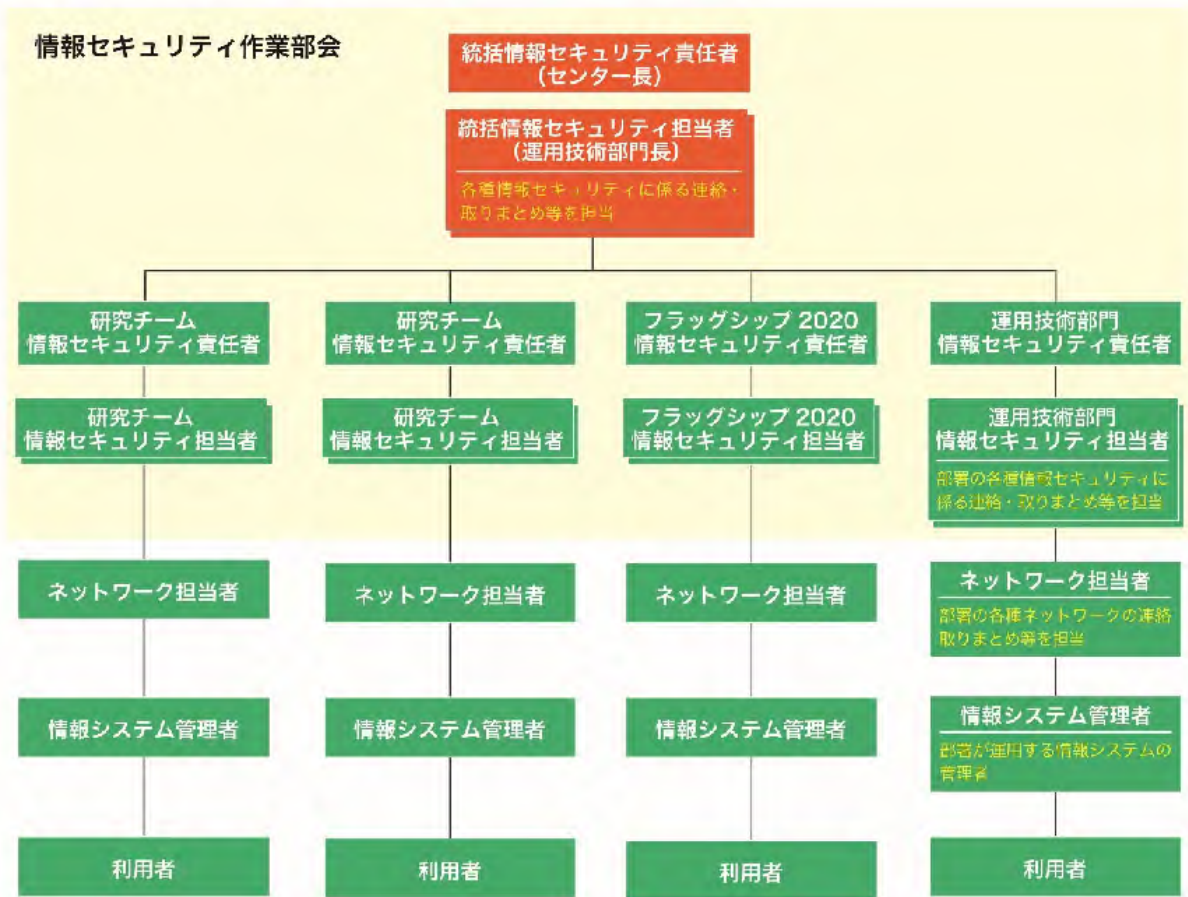 情報セキュリティ作業部会
統括情報セキュリティ責任者
(センター長)
統括情報セキュリティ担当者
(運用技術部門長)
各種情報セキュリティに係る連絡・
取りまとめ等を担当
研究チーム
情報セキュリティ責任者
研究チーム
情報セキュリティ責任者
フラッグシップ 2020
情報セキュリティ責任者
運用技術部門
情報セキュリティ責任者
研究チーム
情報セキュリティ担当者
研究チーム
情報セキュリティ担当者
フラッグシップ 2020
情報セキュリティ担当者
運用技術部門
情報セキュリティ担当者
部署の各種情報セキュリティに
係る連絡・取りまとめ等を担当
ネットワーク担当者
ネットワーク担当者
ネットワーク担当者
ネットワーク担当者
部署の各種ネットワークの連絡
取りまとめ等を担当
情報システム管理者
情報システム管理者
情報システム管理者
情報システム管理者
部署が運用する情報システムの
管理者
利用者
利用者
利用者
利用者